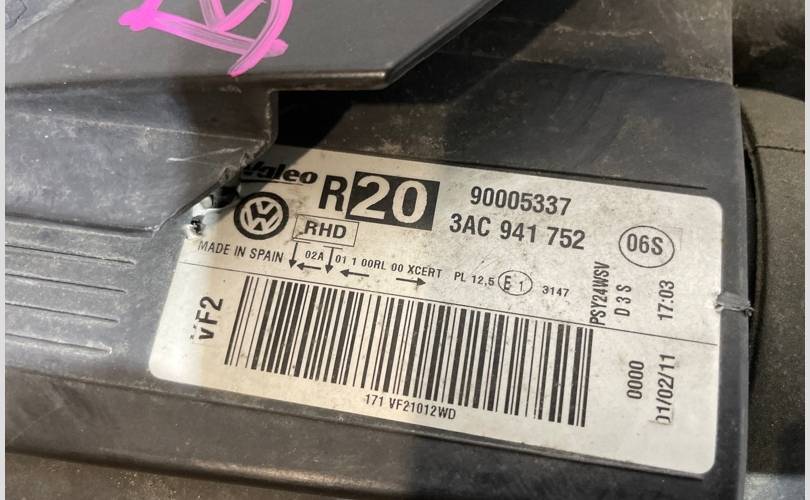 Valeo
R 20
90005337
3AC 941 752
06S
RHD
MADE IN SPAIN
02A 01 1 00RL 00 XCERT PL 12,5 E1 3147
PSY24WSV
D3S
17:03
VF2
171 VF21012WD
0000
01/02/11